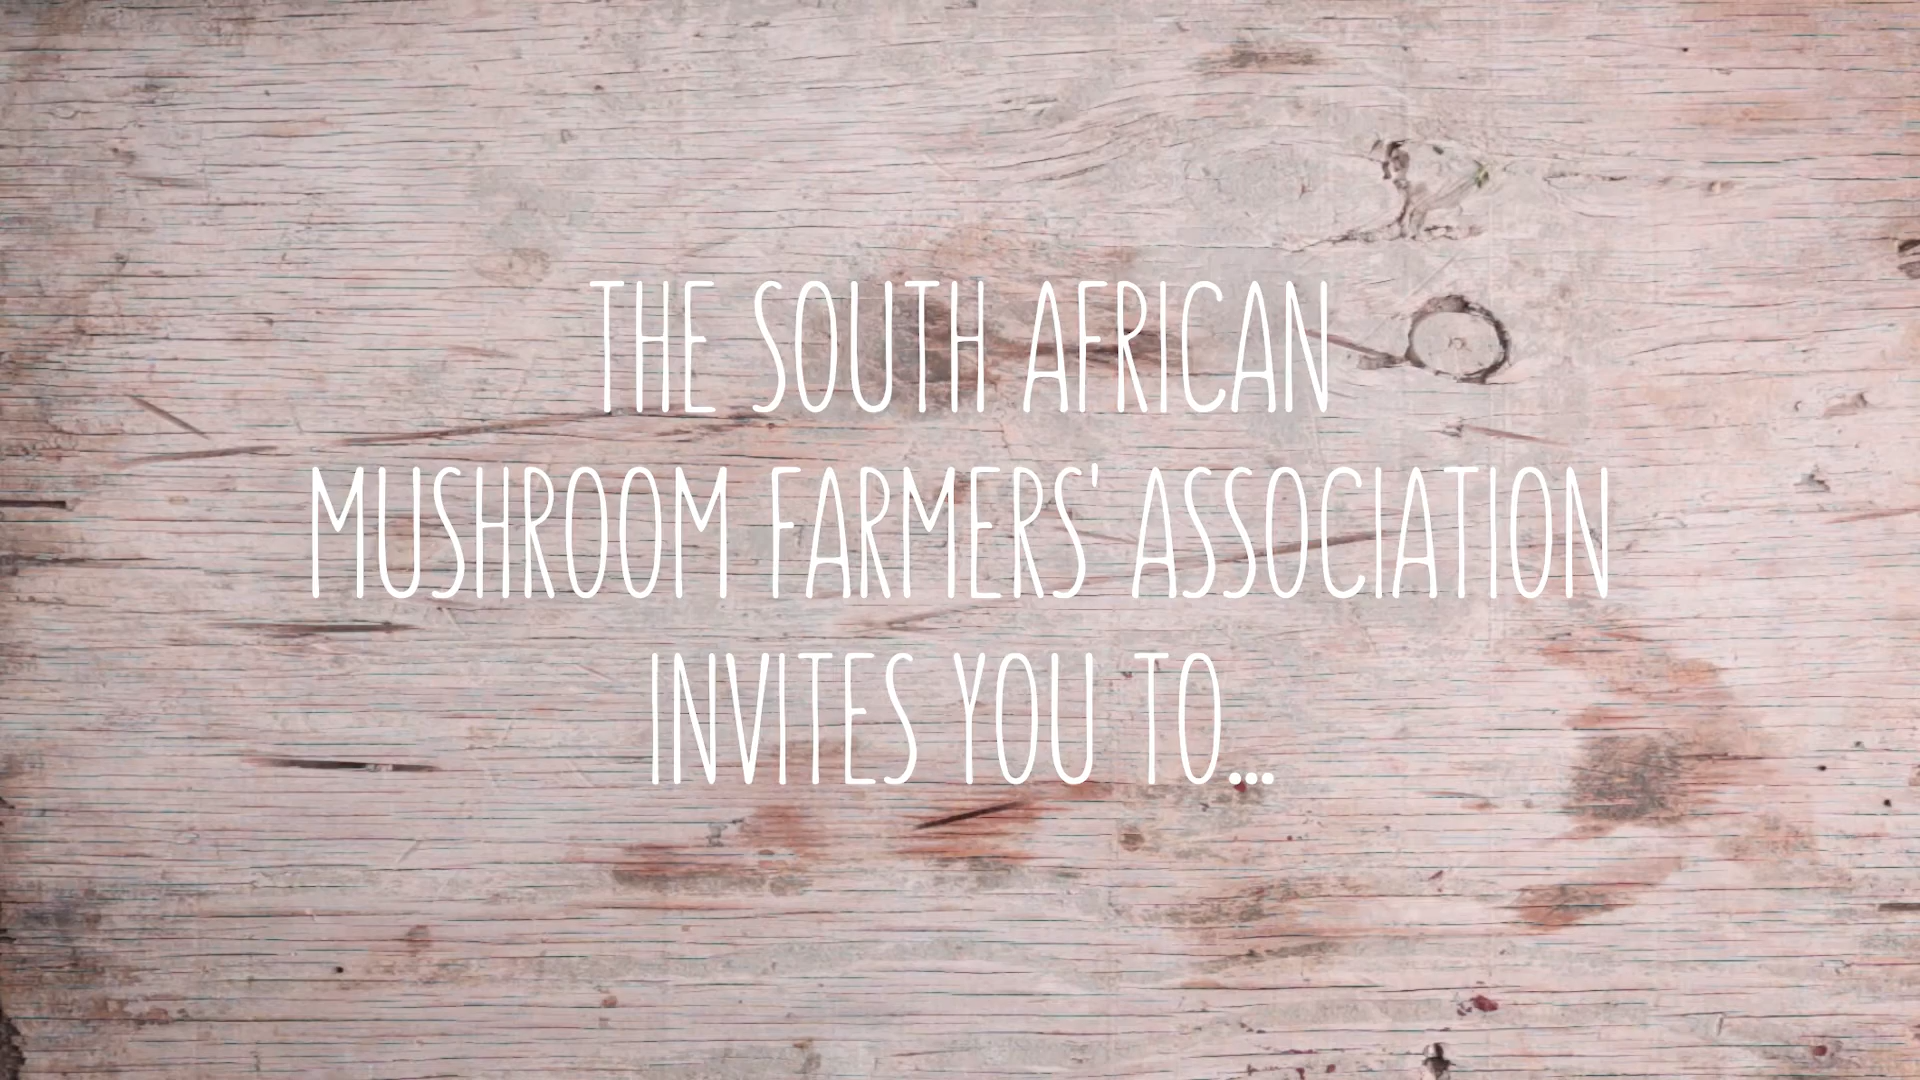 THE SOUTH AFRICAN
MUSHROOM FARMERS' ASSOCIATION
INVITES YOU TO...